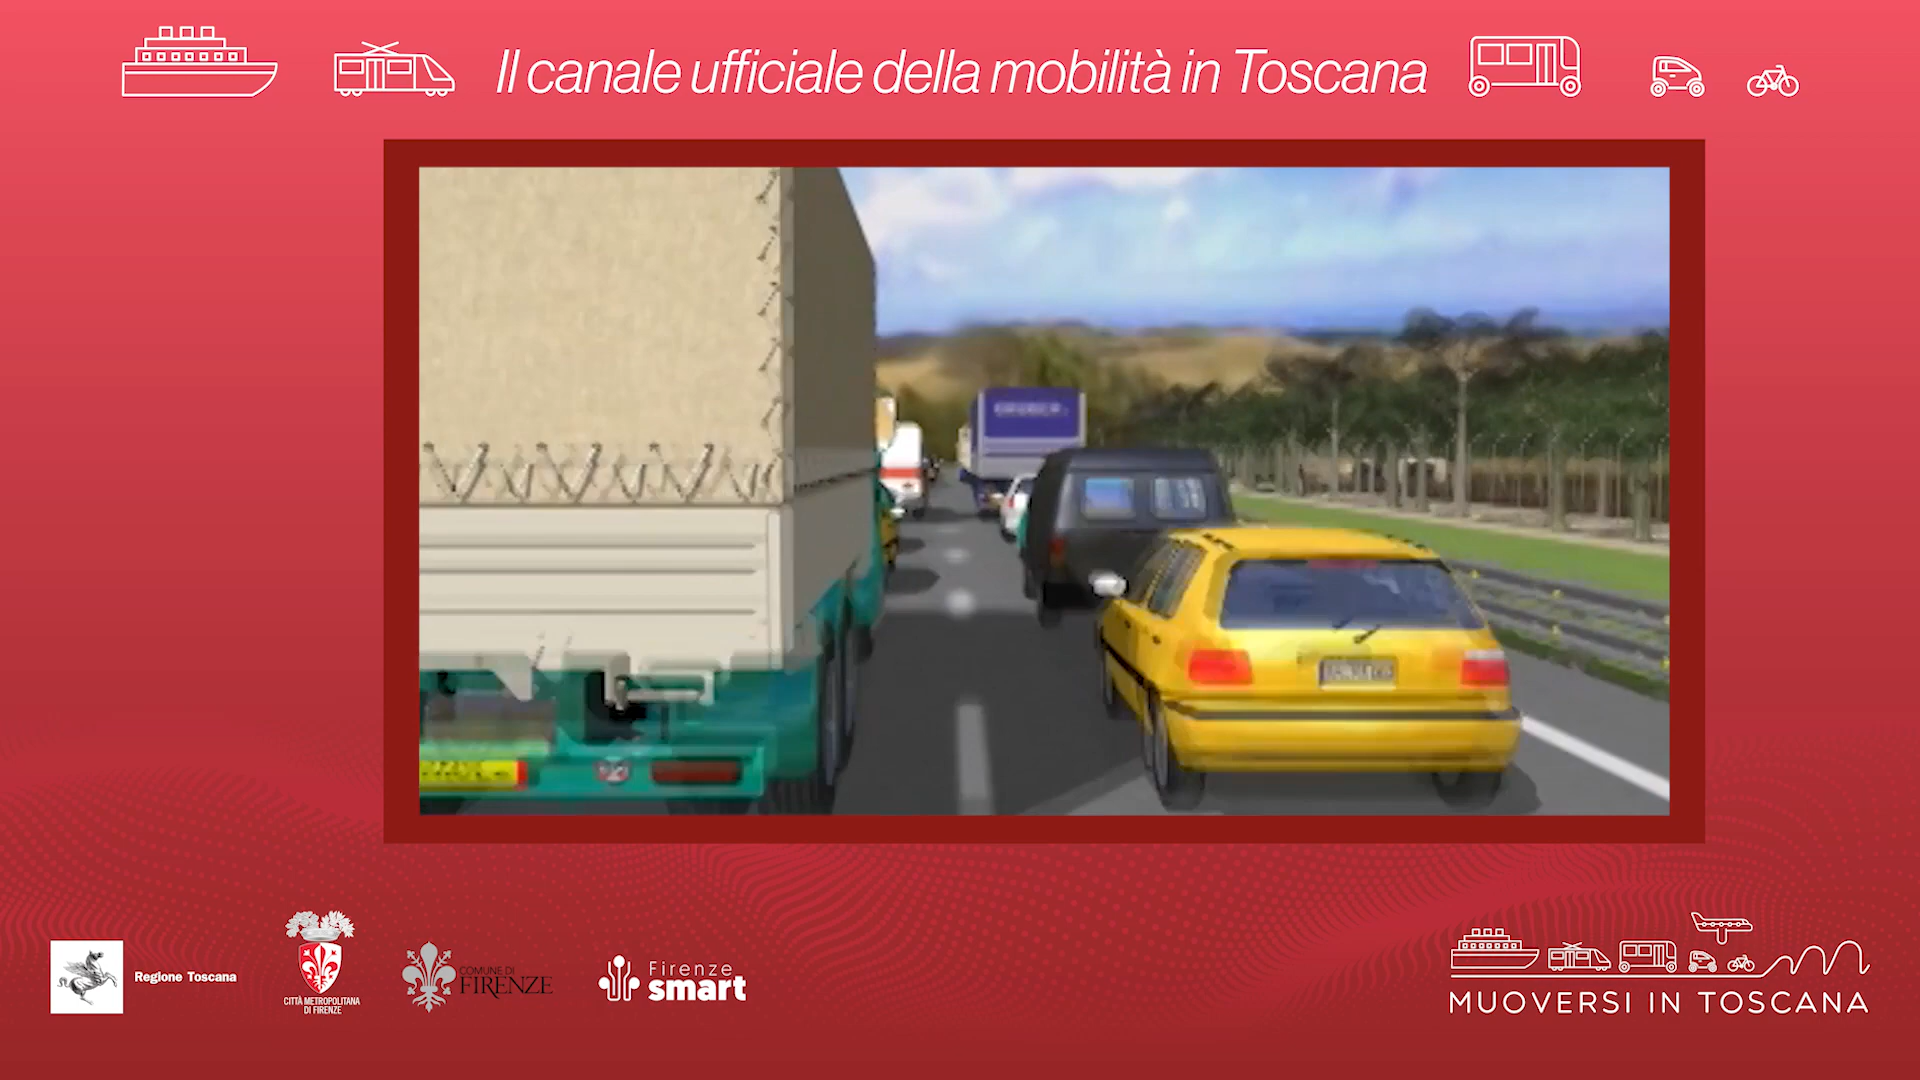 Il canale ufficiale della mobilità in Toscana
Regione Toscana
CITTÀ METROPOLITANA
DI FIRENZE
COMUNE DI
FIRENZE
Firenze
smart
MUOVERSI IN TOSCANA